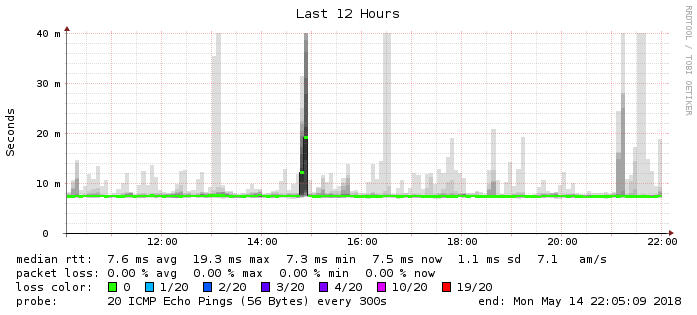 Last 12 Hours
RRDTOOL / TOBI OETIKER
Seconds
40 m
30 m
20 m
10 m
0
12:00 14:00 16:00 18:00 20:00 22:00
median rtt: 7.6 ms avg 19.3 ms max 7.3 ms min 7.5 ms now 1.1 ms sd 7.1 am/s
packet loss: 0.00 % avg 0.00 % max 0.00 % min 0.00 % now
loss color: 0 1/20 2/20 3/20 4/20 10/20 19/20
probe: 20 ICMP Echo Pings (56 Bytes) every 300s end: Mon May 14 22:05:09 2018